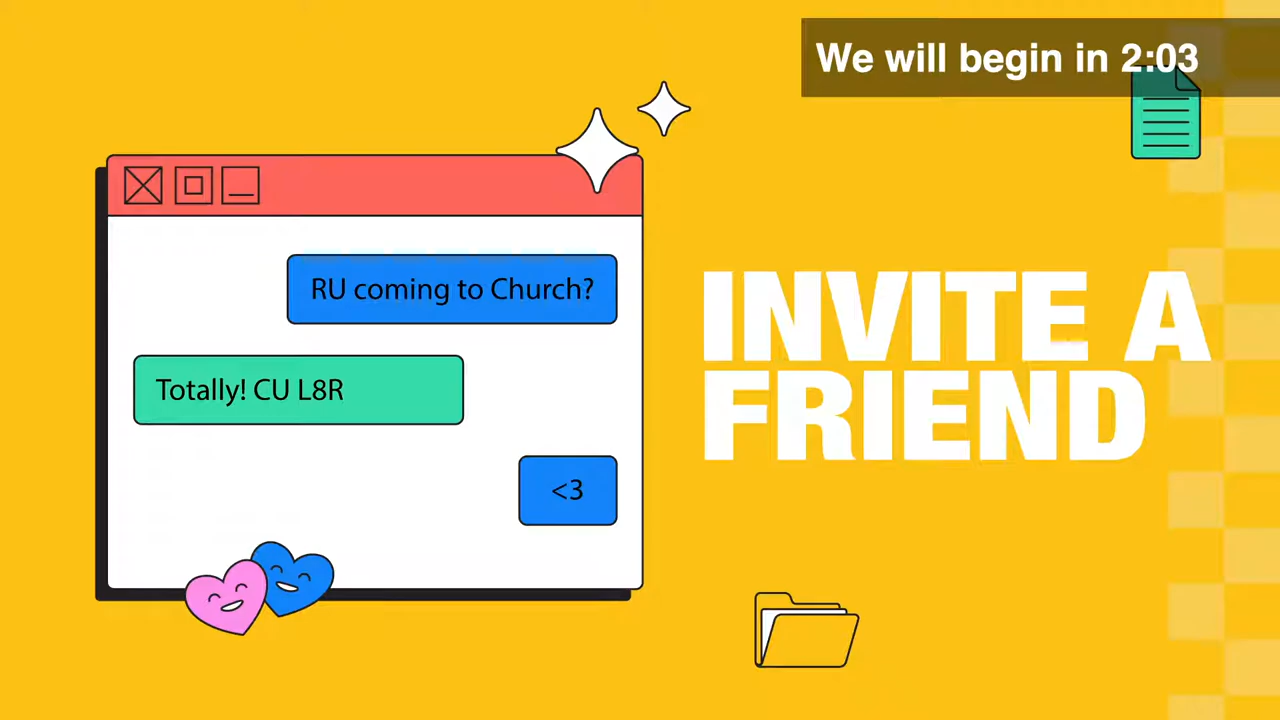 We will begin in 2:03
RU coming to Church?
Totally! CU L8R
<3
INVITE A
FRIEND